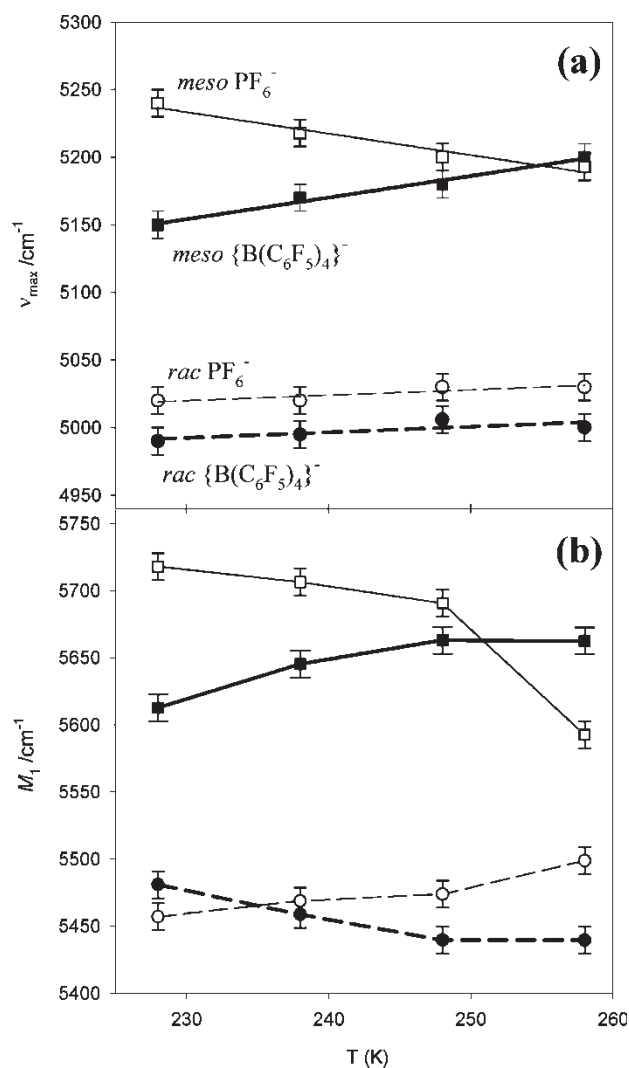 5300
5250
5200
5150
5100
5050
5000
4950
νmax /cm-1
(a)
meso PF6-
meso {B(C6F5)4}-
rac PF6-
rac {B(C6F5)4}-
5750
5700
5650
5600
5550
5500
5450
5400
M1/cm-1
(b)
230 240 250 260
T (K)